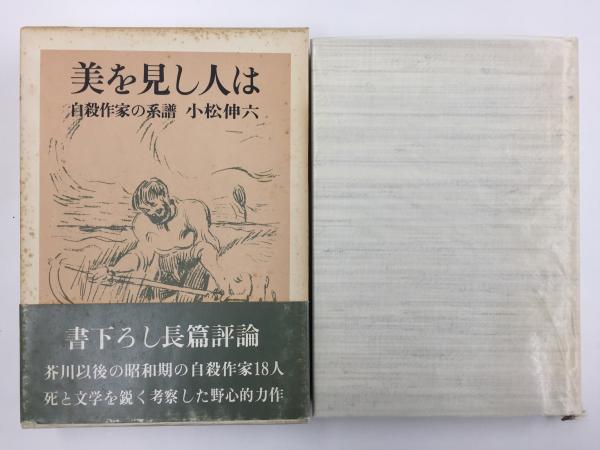 美を見し人は
自殺作家の系譜 小松伸六
書下ろし長篇評論
芥川以後の昭和期の自殺作家18人
死と文学を鋭く考察した野心的力作